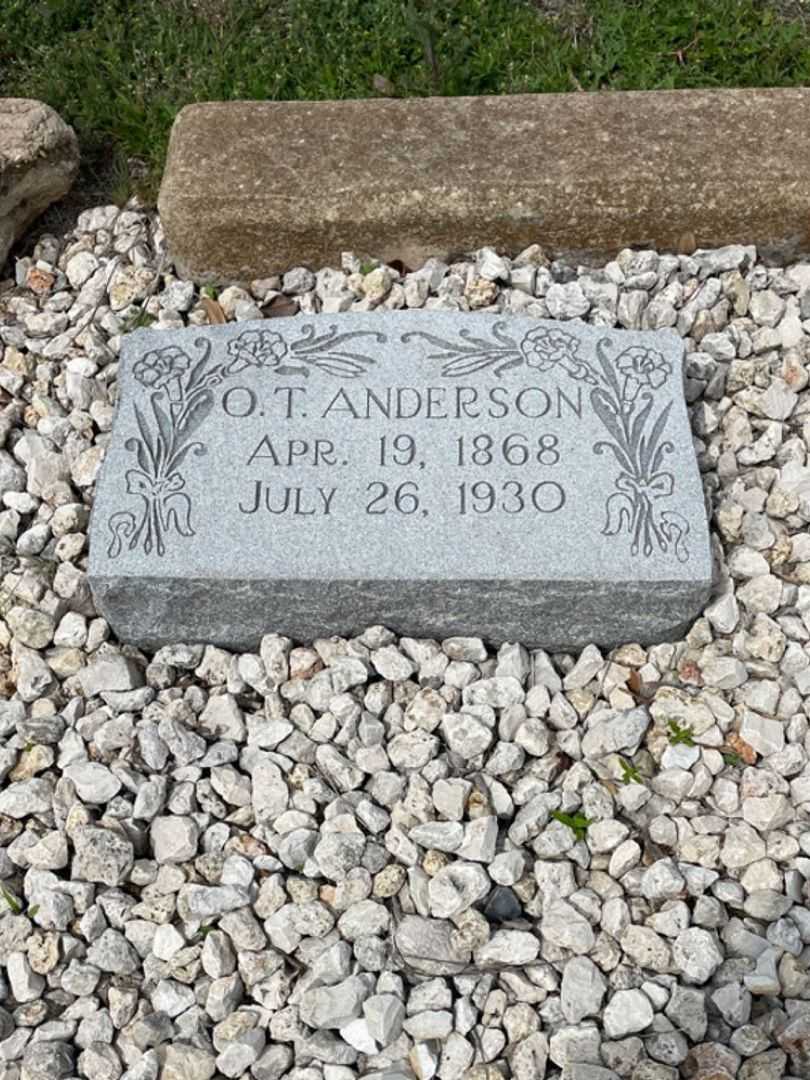 O. T. ANDERSON
APR. 19, 1868
JULY 26, 1930